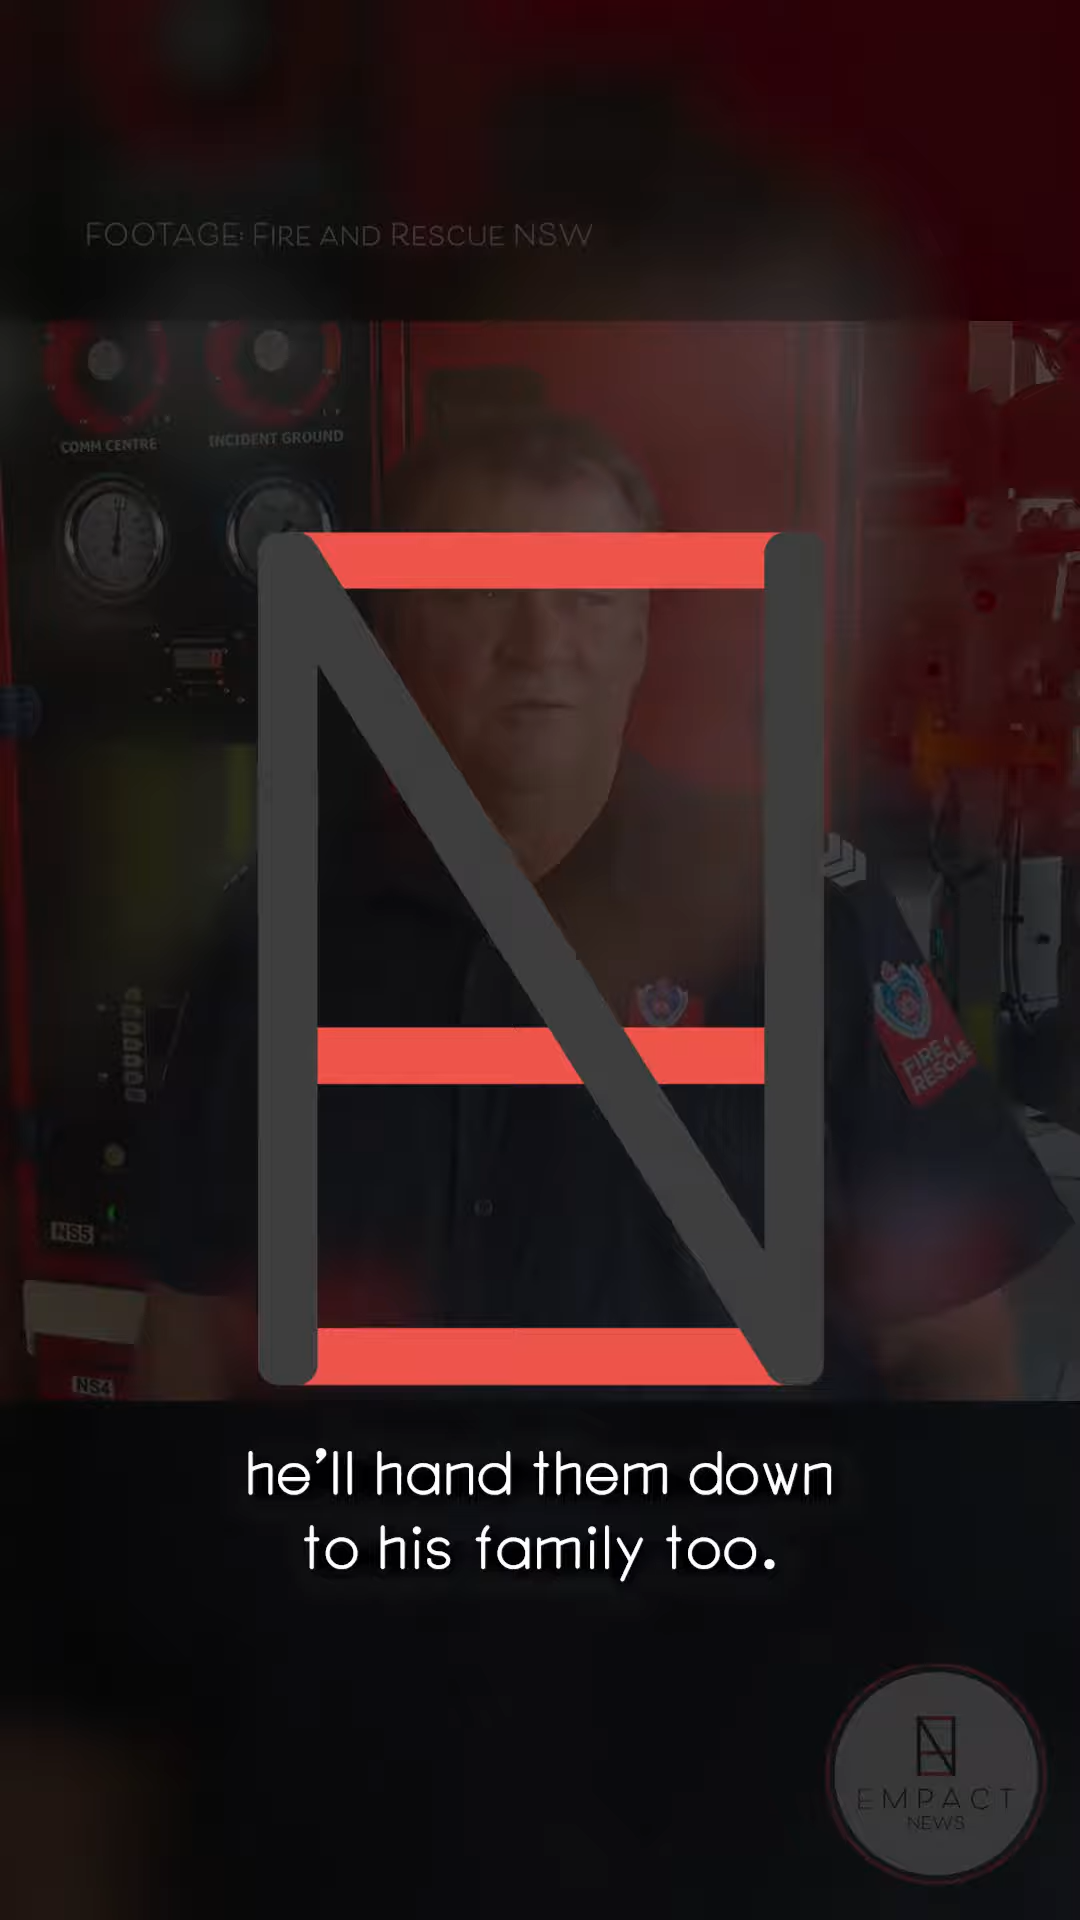 FOOTAGE: FIRE AND RESCUE NSW
COMM CENTRE
INCIDENT GROUND
FIRE +
RESCUE
NS5
NS4
he'll hand them down
to his family too.
EMPACT
NEWS